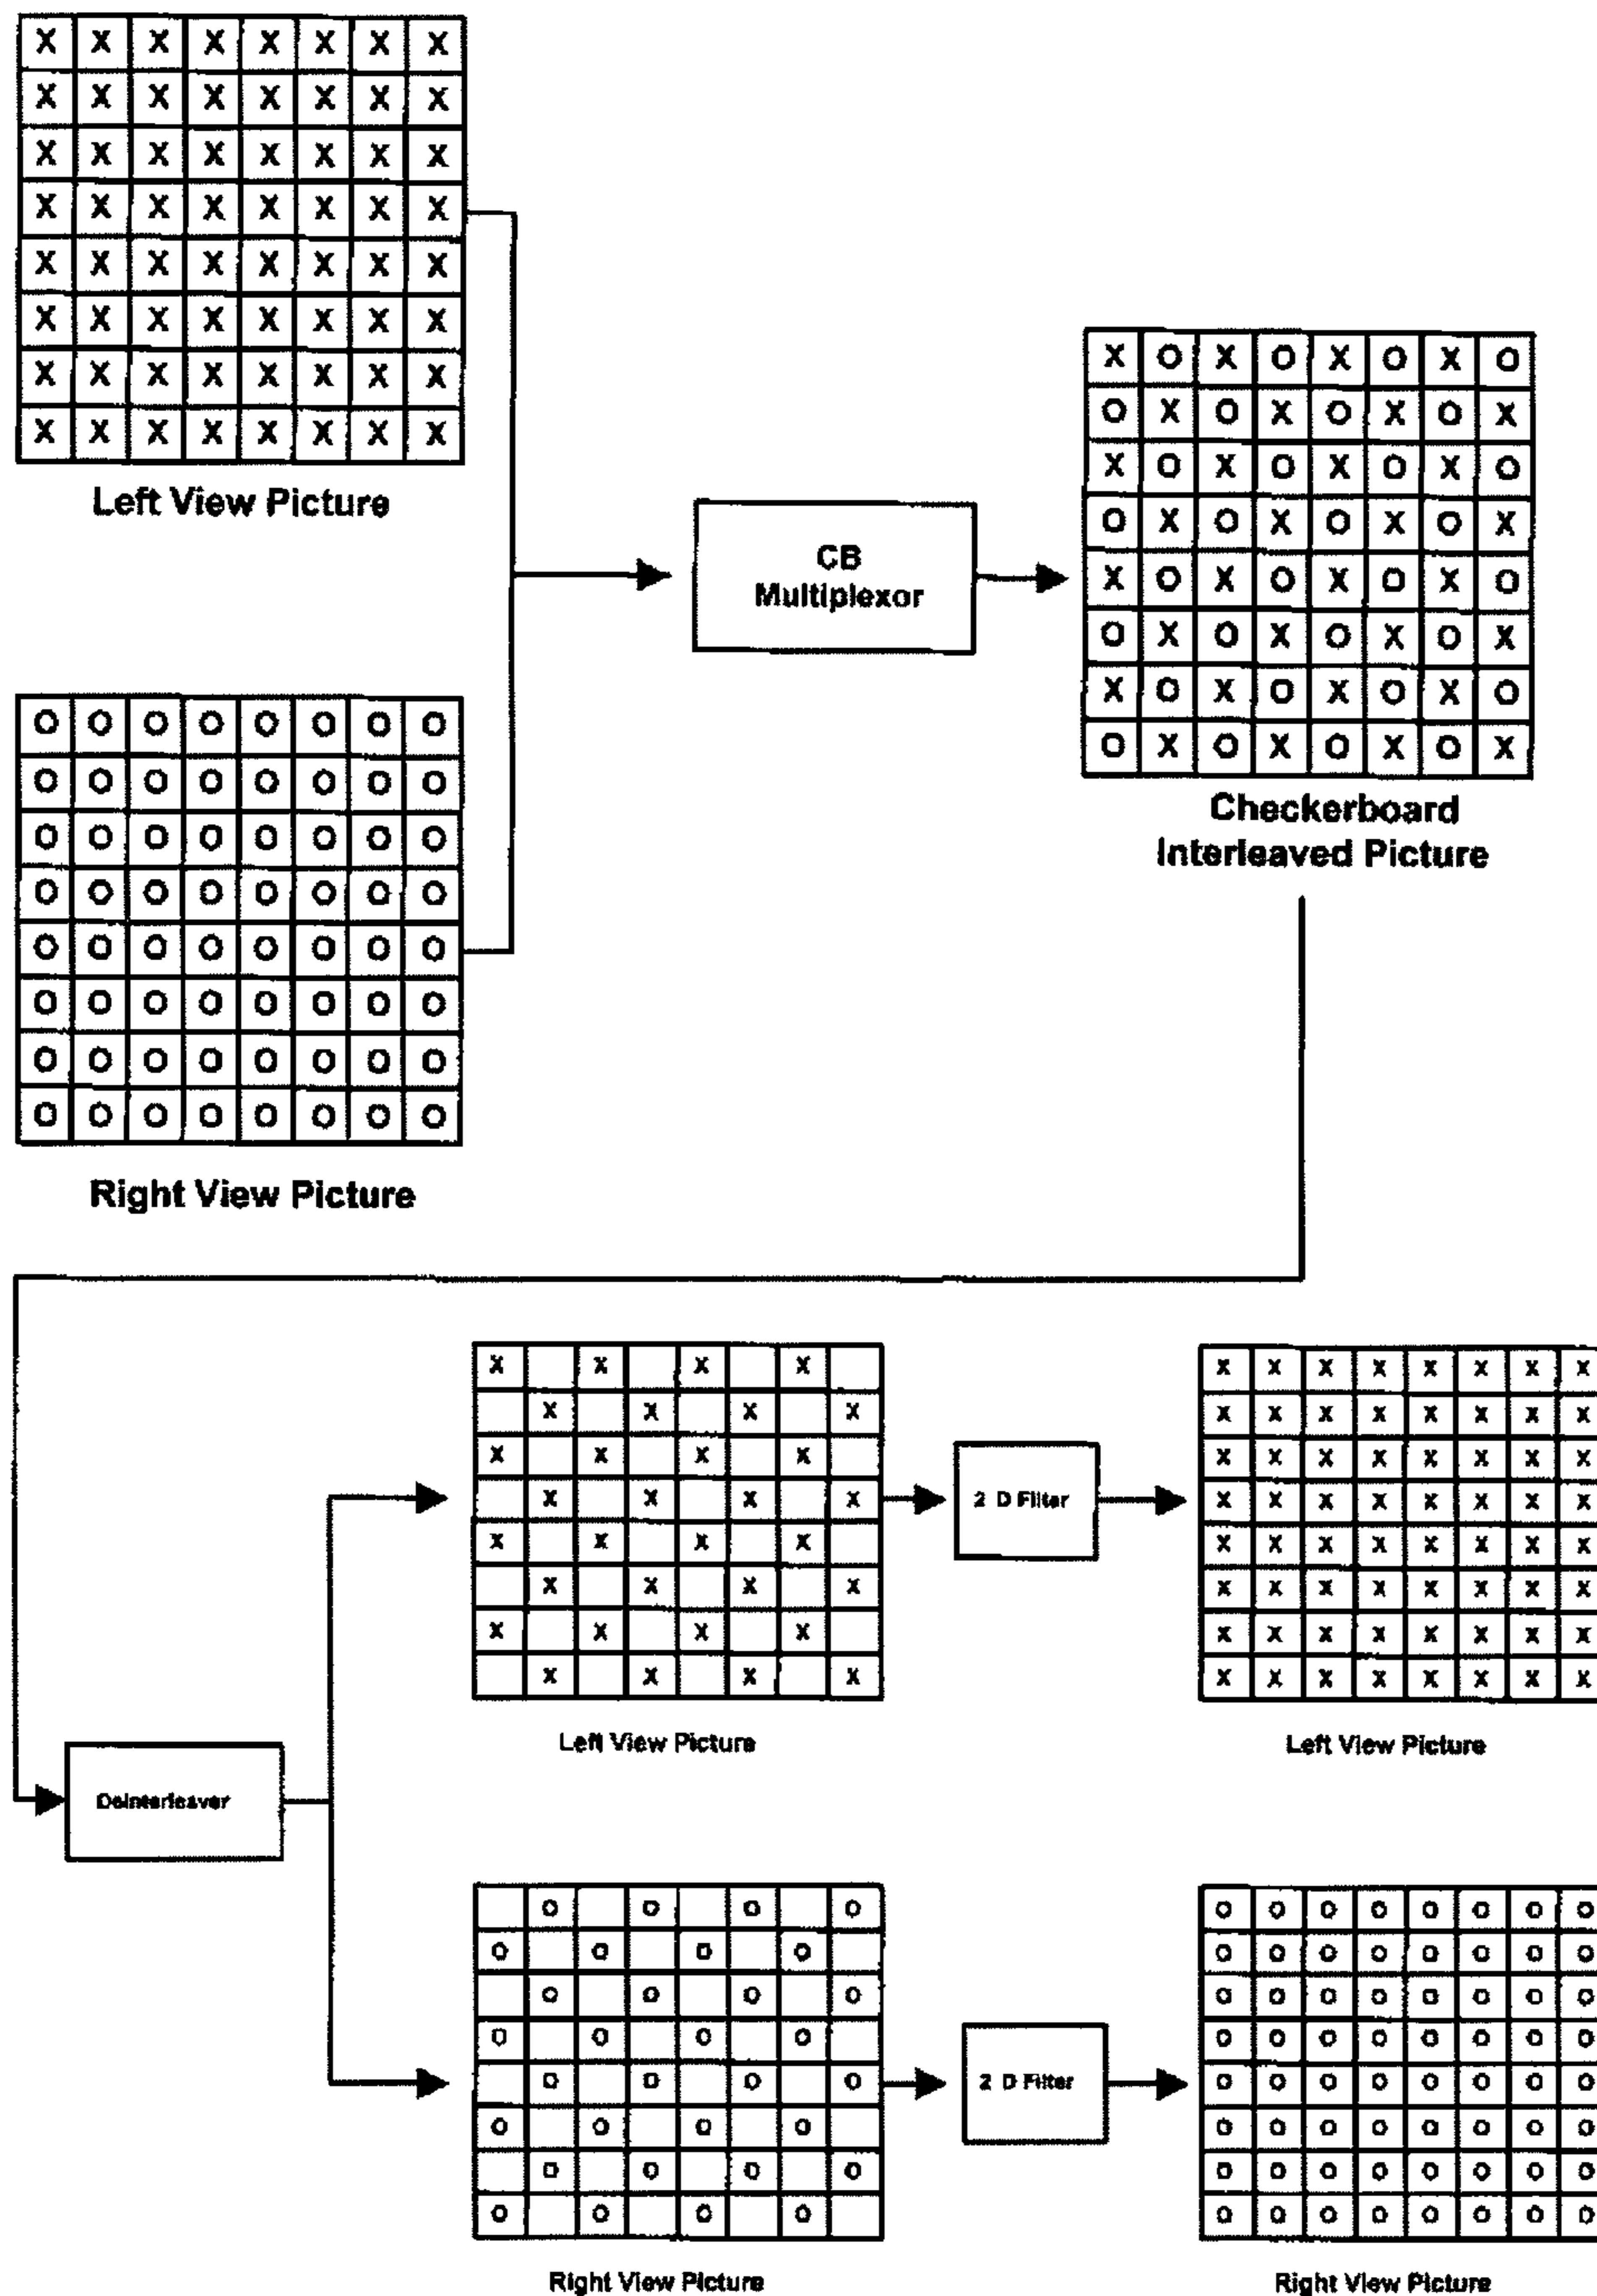 X X X X X X X X
X X X X X X X X
X X X X X X X X
X X X X X X X X
X X X X X X X X
X X X X X X X X
X X X X X X X X
X X X X X X X X
Left View Picture
CB
Multiplexor
X O X O X O X O
O X O X O X O X
X O X O X O X O
O X O X O X O X
X O X O X O X O
O X O X O X O X
X O X O X O X O
O X O X O X O X
Checkerboard
Interleaved Picture
O O O O O O O O
O O O O O O O O
O O O O O O O O
O O O O O O O O
O O O O O O O O
O O O O O O O O
O O O O O O O O
O O O O O O O O
Right View Picture
Deinterleaver
X X X X
X X X X
X X X X
X X X X
X X X X
X X X X
X X X X
X X X X
Left View Picture
2 D Filter
X X X X X X X X
X X X X X X X X
X X X X X X X X
X X X X X X X X
X X X X X X X X
X X X X X X X X
X X X X X X X X
X X X X X X X X
Left View Picture
O O O O
O O O O
O O O O
O O O O
O O O O
O O O O
O O O O
O O O O
Right View Picture
2 D Filter
O O O O O O O O
O O O O O O O O
O O O O O O O O
O O O O O O O O
O O O O O O O O
O O O O O O O O
O O O O O O O O
O O O O O O O O
Right View Picture